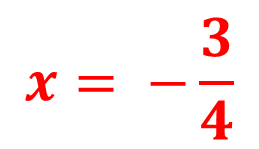 x = − 3/4